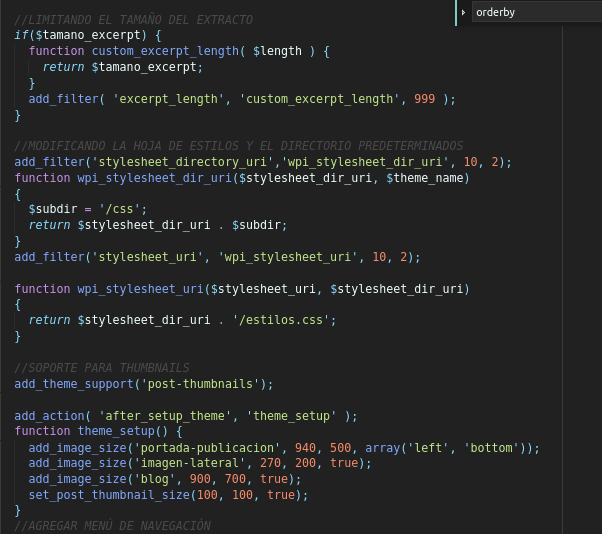 orderby
//LIMITANDO EL TAMAÑO DEL EXTRACTO
if($tamano_excerpt) {
function custom_excerpt_length( $length ) {
return $tamano_excerpt;
}
add_filter( 'excerpt_length', 'custom_excerpt_length', 999 );
}
//MODIFICANDO LA HOJA DE ESTILOS Y EL DIRECTORIO PREDETERMINADOS
add_filter('stylesheet_directory_uri','wpi_stylesheet_dir_uri', 10, 2);
function wpi_stylesheet_dir_uri($stylesheet_dir_uri, $theme_name)
{
$subdir = '/css';
return $stylesheet_dir_uri . $subdir;
}
add_filter('stylesheet_uri', 'wpi_stylesheet_uri', 10, 2);
function wpi_stylesheet_uri($stylesheet_uri, $stylesheet_dir_uri)
{
return $stylesheet_dir_uri . '/estilos.css';
}
//SOPORTE PARA THUMBNAILS
add_theme_support('post-thumbnails');
add_action( 'after_setup_theme', 'theme_setup' );
function theme_setup() {
add_image_size('portada-publicacion', 940, 500, array('left', 'bottom'));
add_image_size('imagen-lateral', 270, 200, true);
add_image_size('blog', 900, 700, true);
set_post_thumbnail_size(100, 100, true);
}
//AGREGAR MENÚ DE NAVEGACIÓN